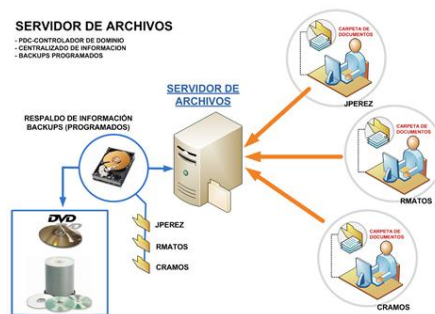 SERVIDOR DE ARCHIVOS
- PDC-CONTROLADOR DE DOMINIO
- CENTRALIZADO DE INFORMACION
- BACKUPS PROGRAMADOS
CARPETA DE
DOCUMENTOS
JPEREZ
SERVIDOR DE
ARCHIVOS
RESPALDO DE INFORMACIÓN
BACKUPS (PROGRAMADOS)
CARPETA DE
DOCUMENTOS
RMATOS
DVD
JPEREZ
RMATOS
CRAMOS
CARPETA DE
DOCUMENTOS
CRAMOS